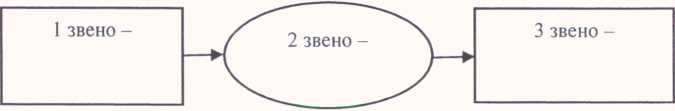 1 звено –
2 звено –
3 звено –